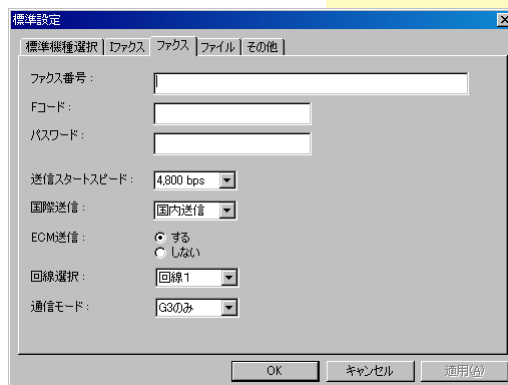 標準設定
標準機種選択 Iファクス ファクス ファイル その他
ファクス番号：
Fコード：
パスワード：
送信スタートスピード： 4,800 bps
国際送信： 国内送信
ECM送信： する
しない
回線選択： 回線1
通信モード： G3のみ
OK キャンセル 適用(A)